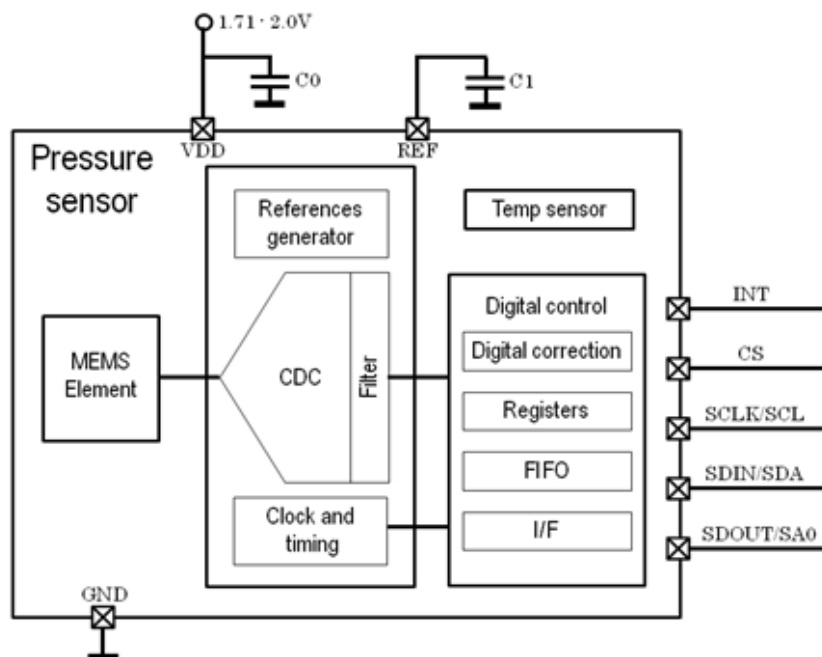 1.71 · 2.0V
C0
C1
VDD
REF
Pressure
sensor
References
generator
Temp sensor
MEMS
Element
CDC
Filter
Clock and
timing
Digital control
Digital correction
Registers
FIFO
I/F
INT
CS
SCLK/SCL
SDIN/SDA
SDOUT/SA0
GND